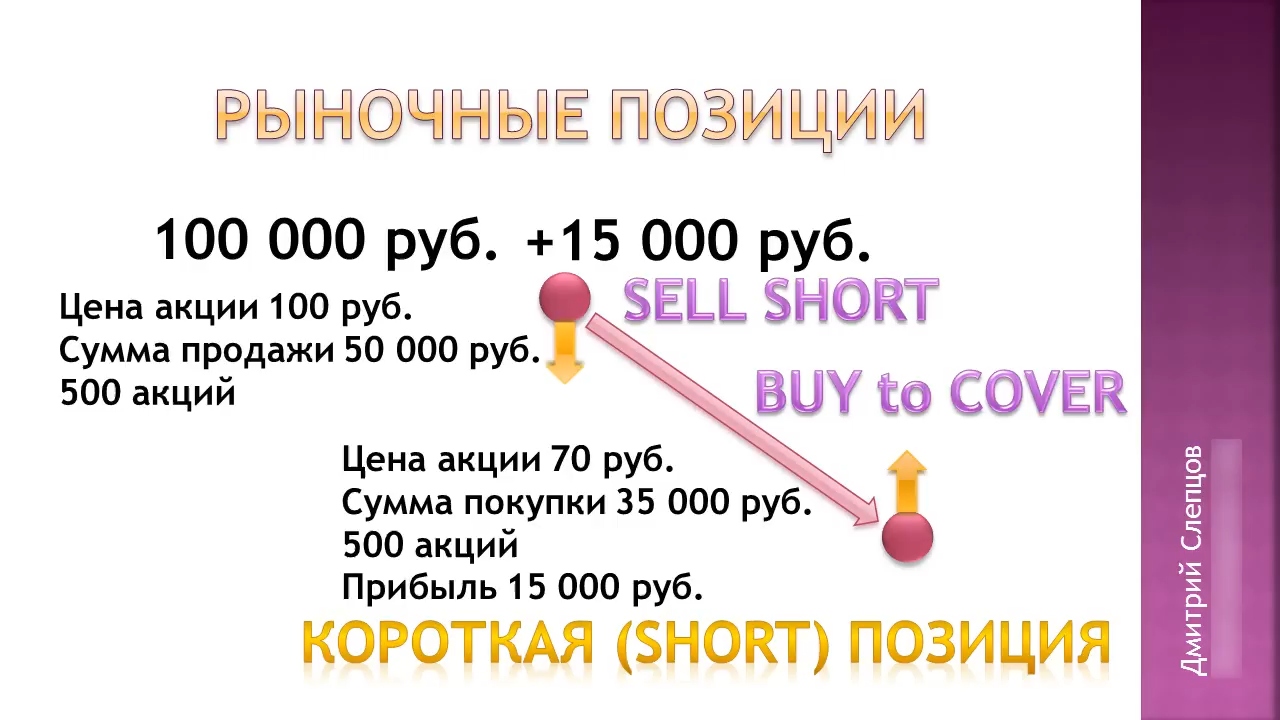 РЫНОЧНЫЕ ПОЗИЦИИ
100 000 руб. +15 000 руб.
SELL SHORT
Цена акции 100 руб.
Сумма продажи 50 000 руб.
500 акций
BUY to COVER
Цена акции 70 руб.
Сумма покупки 35 000 руб.
500 акций
Прибыль 15 000 руб.
КОРОТКАЯ (SHORT) ПОЗИЦИЯ
Дмитрий Слепцов